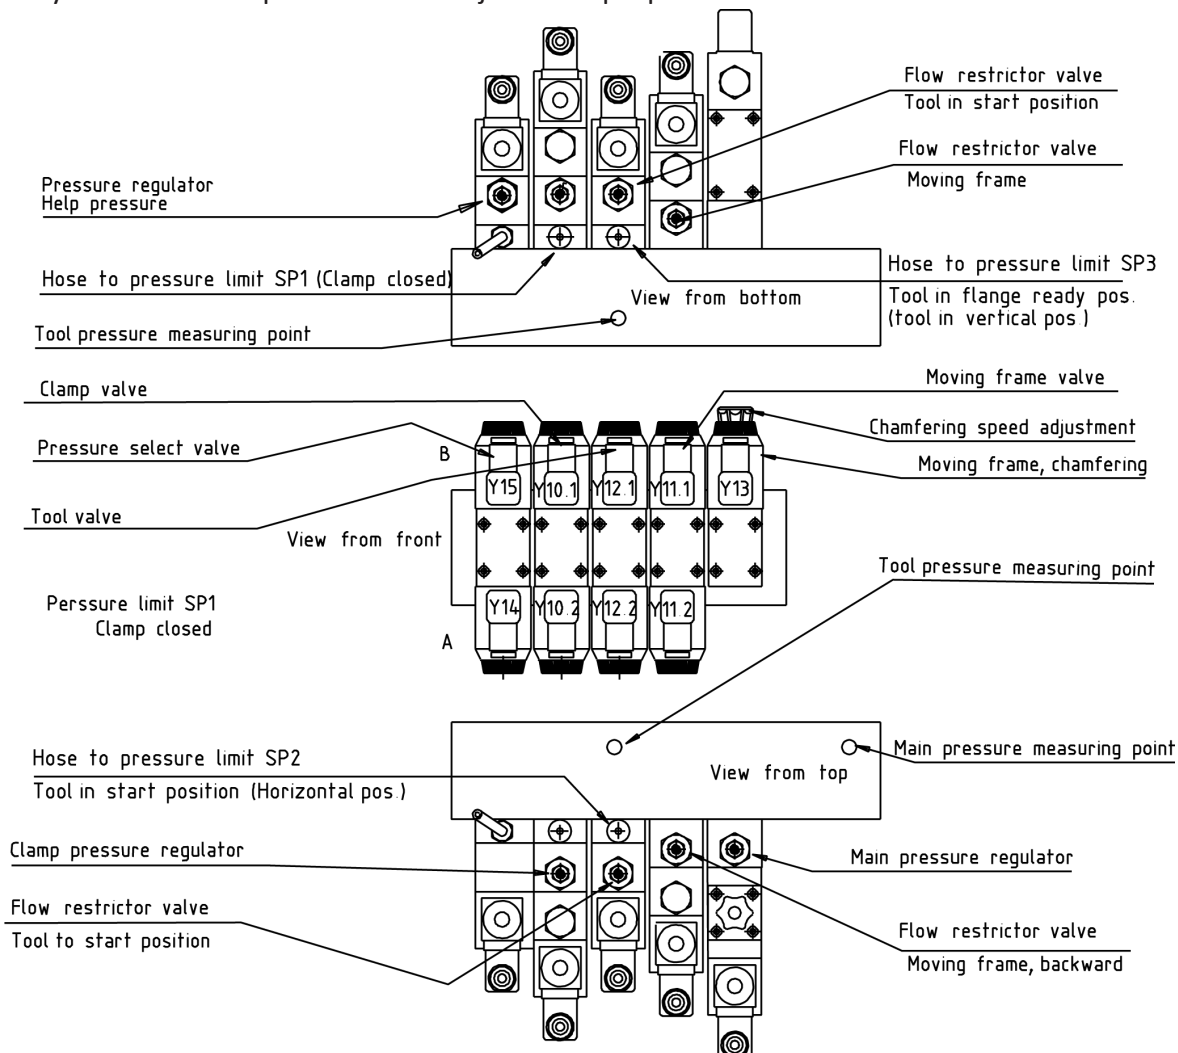 Flow restrictor valve
Tool in start position
Flow restrictor valve
Moving frame
Pressure regulator
Help pressure
Hose to pressure limit SP1 (Clamp closed)
Hose to pressure limit SP3
View from bottom
Tool in flange ready pos.
(tool in vertical pos.)
Tool pressure measuring point
Moving frame valve
Clamp valve
Chamfering speed adjustment
Pressure select valve
B
Moving frame, chamfering
Y15
Y10.1
Y12.1
Y11.1
Y13
Tool valve
View from front
Tool pressure measuring point
Perssure limit SP1
Clamp closed
Y14
Y10.2
Y12.2
Y11.2
A
Hose to pressure limit SP2
Main pressure measuring point
View from top
Tool in start position (Horizontal pos.)
Clamp pressure regulator
Main pressure regulator
Flow restrictor valve
Tool to start position
Flow restrictor valve
Moving frame, backward